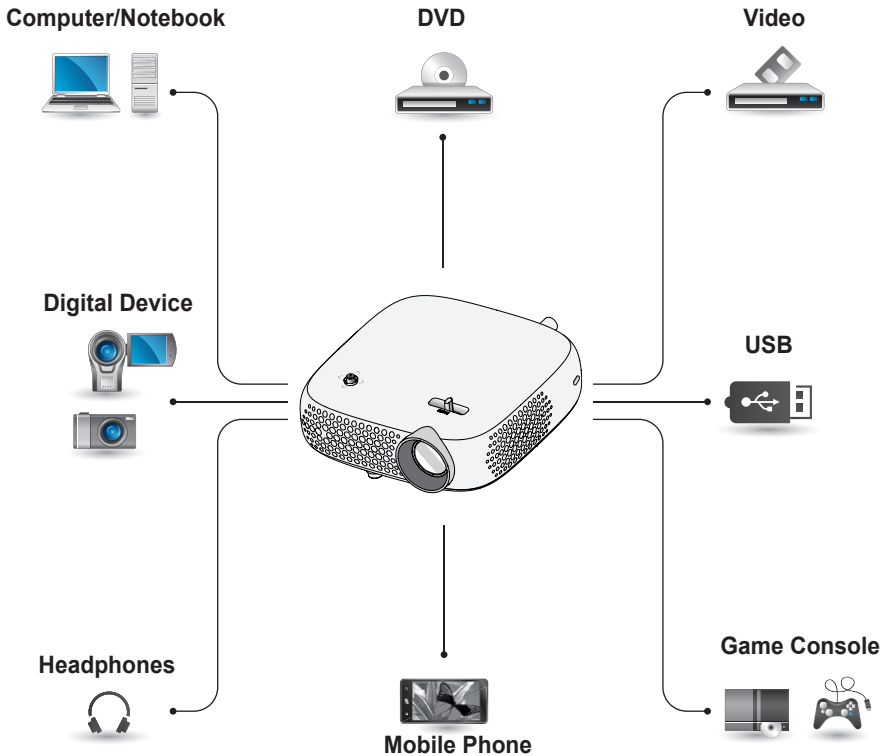 Computer/Notebook
DVD
Video
Digital Device
USB
Headphones
Game Console
Mobile Phone